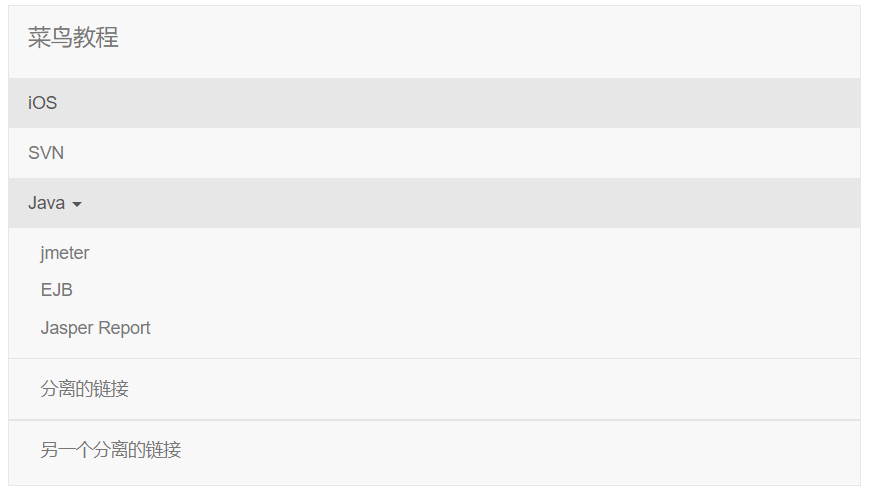 菜鸟教程
iOS
SVN
Java
jmeter
EJB
Jasper Report
分离的链接
另一个分离的链接